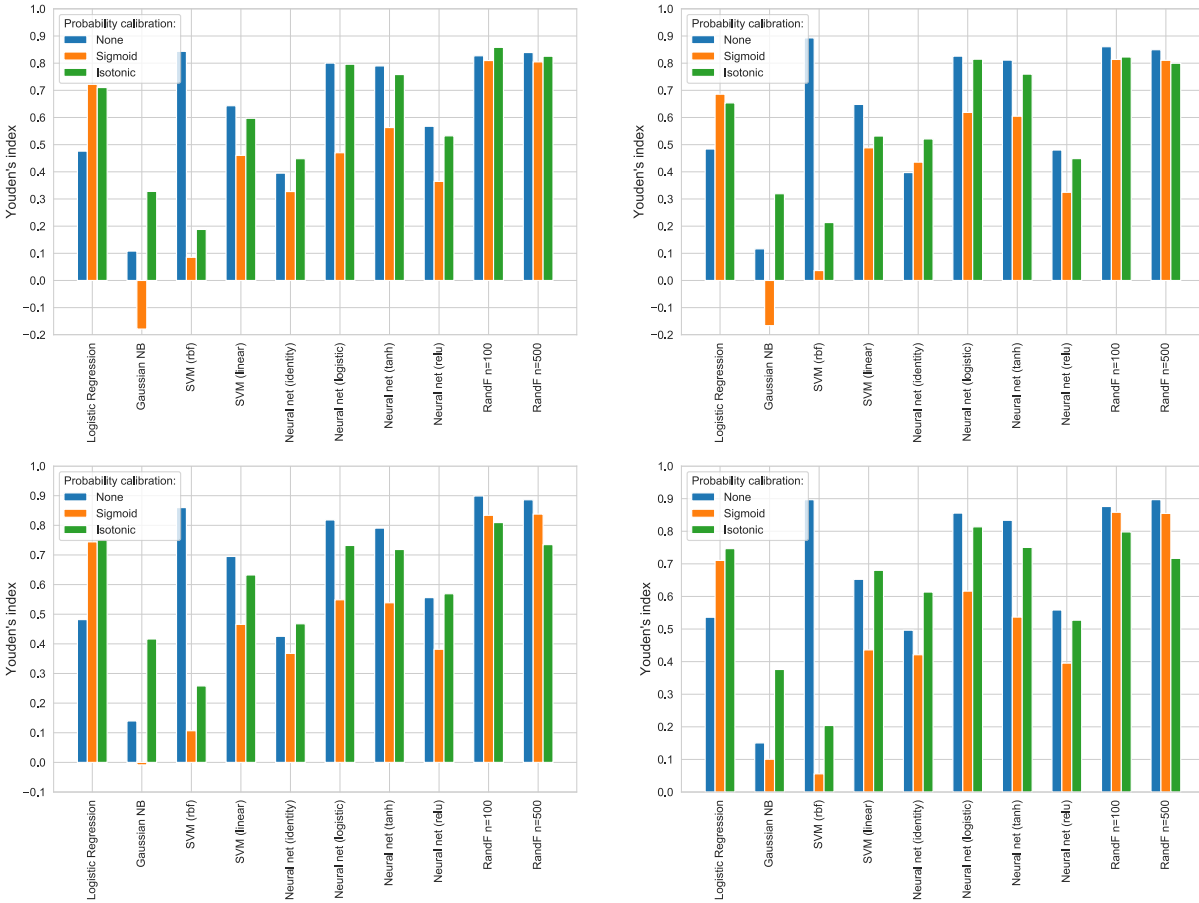 1.0
0.9
0.8
0.7
0.6
0.5
0.4
0.3
0.2
0.1
0.0
−0.1
−0.2
Youden's index
Probability calibration:
None
Sigmoid
Isotonic
Logistic Regression
Gaussian NB
SVM (rbf)
SVM (linear)
Neural net (identity)
Neural net (logistic)
Neural net (tanh)
Neural net (relu)
RandF n=100
RandF n=500
1.0
0.9
0.8
0.7
0.6
0.5
0.4
0.3
0.2
0.1
0.0
−0.1
−0.2
Youden's index
Probability calibration:
None
Sigmoid
Isotonic
Logistic Regression
Gaussian NB
SVM (rbf)
SVM (linear)
Neural net (identity)
Neural net (logistic)
Neural net (tanh)
Neural net (relu)
RandF n=100
RandF n=500
1.0
0.9
0.8
0.7
0.6
0.5
0.4
0.3
0.2
0.1
0.0
−0.1
Youden's index
Probability calibration:
None
Sigmoid
Isotonic
Logistic Regression
Gaussian NB
SVM (rbf)
SVM (linear)
Neural net (identity)
Neural net (logistic)
Neural net (tanh)
Neural net (relu)
RandF n=100
RandF n=500
1.0
0.9
0.8
0.7
0.6
0.5
0.4
0.3
0.2
0.1
0.0
Youden's index
Probability calibration:
None
Sigmoid
Isotonic
Logistic Regression
Gaussian NB
SVM (rbf)
SVM (linear)
Neural net (identity)
Neural net (logistic)
Neural net (tanh)
Neural net (relu)
RandF n=100
RandF n=500